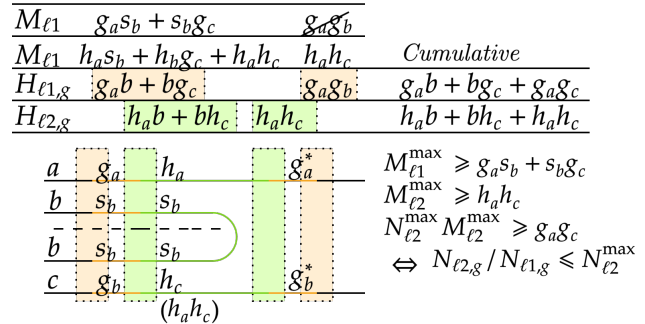 M_{ℓ1} g_a s_b + s_b g_c g_a g_b
M_{ℓ1} h_a s_b + h_b g_c + h_a h_c h_a h_c Cumulative
H_{ℓ1,g} g_a b + b g_c g_a g_b g_a b + b g_c + g_a g_c
H_{ℓ2,g} h_a b + b h_c h_a h_c h_a b + b h_c + h_a h_c
a g_a h_a g_a^*
b s_b s_b
b s_b s_b
c g_b h_c g_b^*
(h_a h_c)
M_{ℓ1}^{max} ⩾ g_a s_b + s_b g_c
M_{ℓ2}^{max} ⩾ h_a h_c
N_{ℓ2}^{max} M_{ℓ2}^{max} ⩾ g_a g_c
⇔ N_{ℓ2,g} / N_{ℓ1,g} ⩽ N_{ℓ2}^{max}